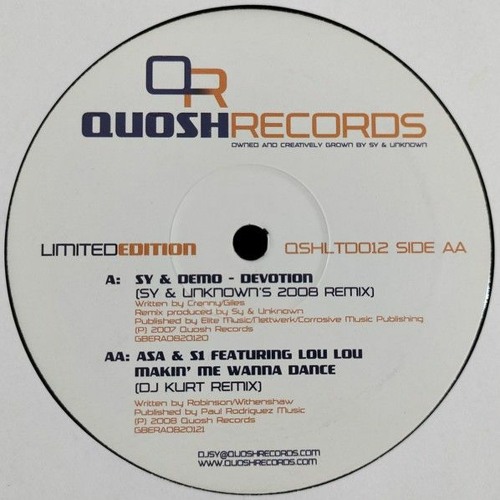 QR
QUOSHRECORDS
OWNED AND CREATIVELY GROWN BY SY & UNKNOWN
LIMITEDEDITION
QSHLTD012 SIDE AA
A: SY & DEMO - DEVOTION
(SY & UNKNOWN'S 2008 REMIX)
Written by Cranny/Giles
Remix produced by Sy & Unknown
Published by Elite Music/Nettwerk/Corrosive Music Publishing
(P) 2007 Quosh Records
GBERA0820120
AA: ASA & S1 FEATURING LOU LOU
MAKIN' ME WANNA DANCE
(DJ KURT REMIX)
Written by Robinson/Withenshaw
Published by Paul Rodriguez Music
(P) 2008 Quosh Records
GBERA0820121
DJSY@QUOSHRECORDS.COM
WWW.QUOSHRECORDS.COM